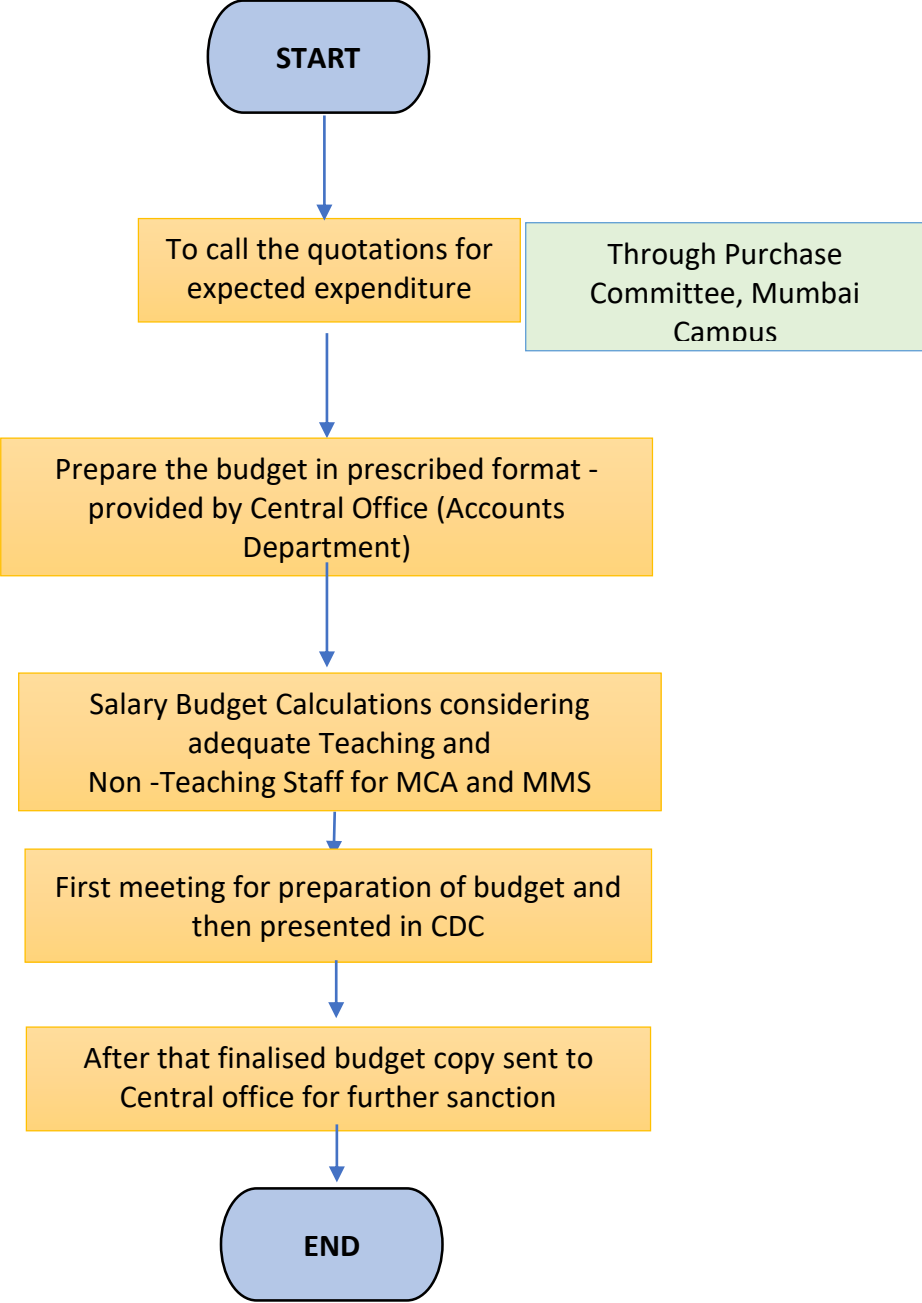 START
To call the quotations for
expected expenditure
Through Purchase
Committee, Mumbai
Campus
Prepare the budget in prescribed format -
provided by Central Office (Accounts
Department)
Salary Budget Calculations considering
adequate Teaching and
Non -Teaching Staff for MCA and MMS
First meeting for preparation of budget and
then presented in CDC
After that finalised budget copy sent to
Central office for further sanction
END